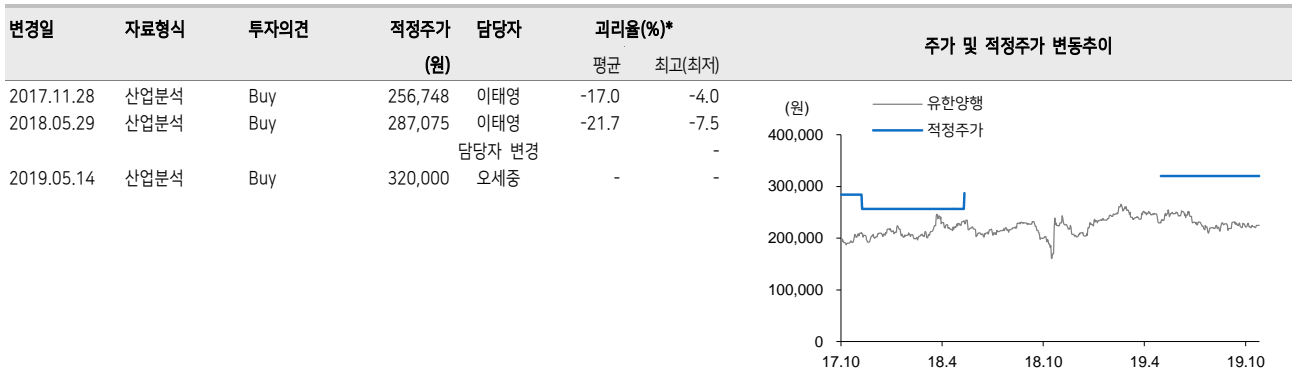 변경일 자료형식 투자의견 적정주가 담당자 괴리율(%)*
(원) 평균 최고(최저)
2017.11.28 산업분석 Buy 256,748 이태영 -17.0 -4.0
2018.05.29 산업분석 Buy 287,075 이태영 -21.7 -7.5
담당자 변경 -
2019.05.14 산업분석 Buy 320,000 오세중 - -
주가 및 적정주가 변동추이
(원)
유한양행
적정주가
400,000
300,000
200,000
100,000
0
17.10 18.4 18.10 19.4 19.10